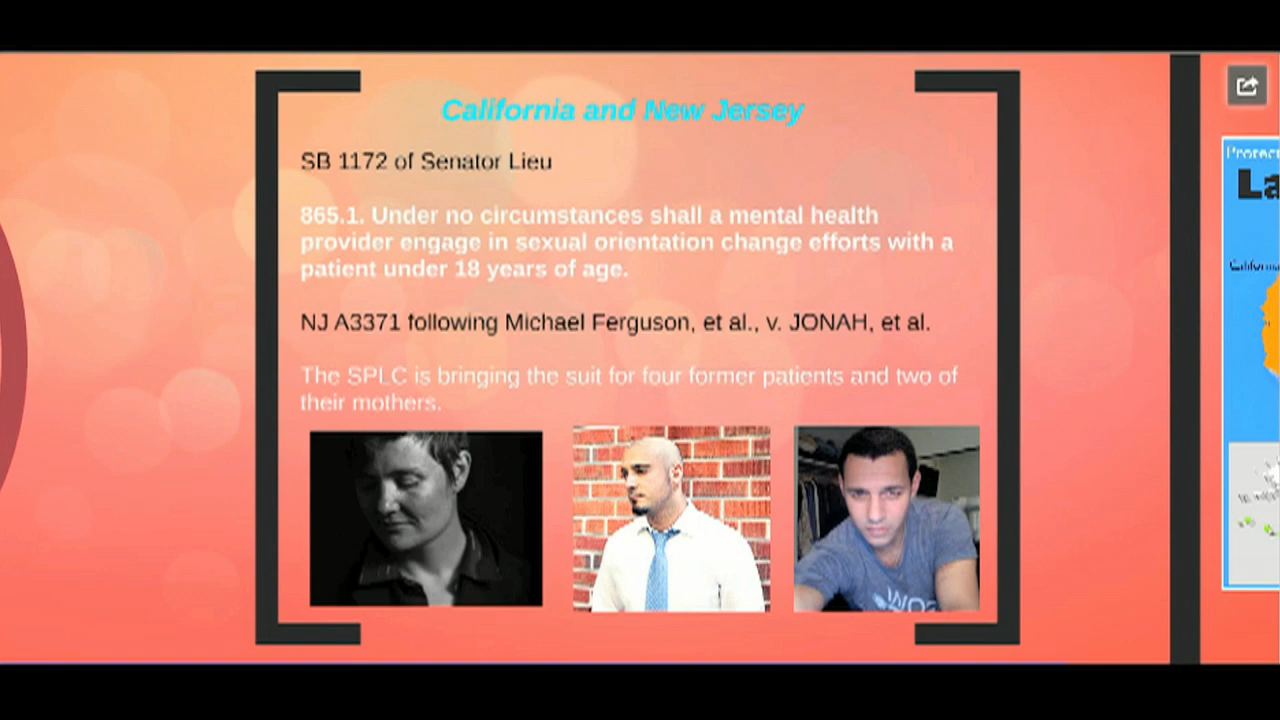 California and New Jersey
SB 1172 of Senator Lieu
865.1. Under no circumstances shall a mental health
provider engage in sexual orientation change efforts with a
patient under 18 years of age.
NJ A3371 following Michael Ferguson, et al., v. JONAH, et al.
The SPLC is bringing the suit for four former patients and two of
their mothers.
La